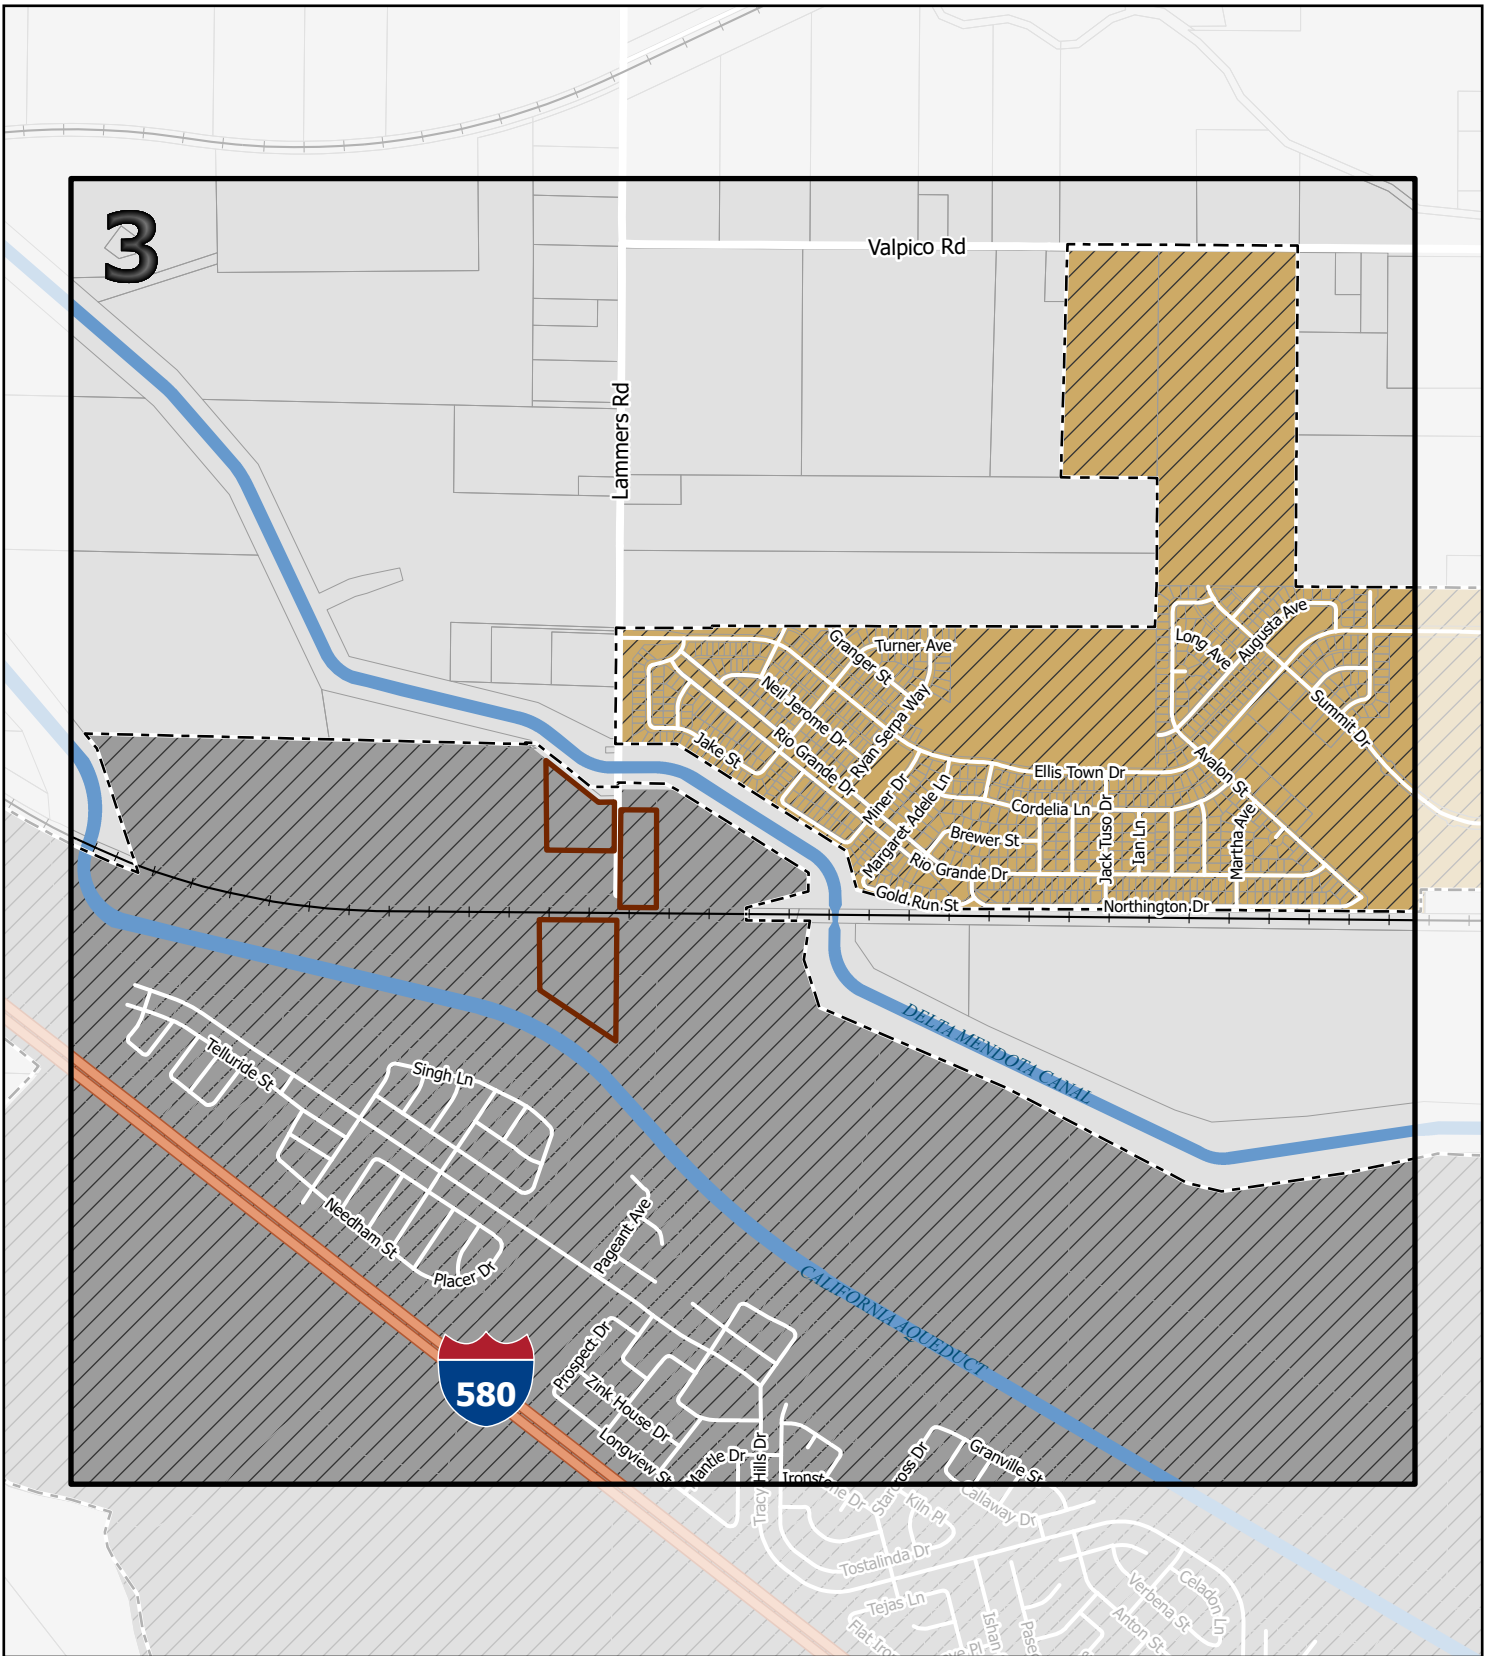 3
Valpico Rd
Lammers Rd
Granger St
Turner Ave
Long Ave
Augusta Ave
Neil Jerome Dr
Ryan Serpa Way
Summit Dr
Jake St
Rio Grande Dr
Ellis Town Dr
Avalon St
Miner Dr
Margaret Adele Ln
Cordelia Ln
Jack Tuso Dr
Ian Ln
Martha Ave
Brewer St
Rio Grande Dr
Gold Run St
Northington Dr
DELTA MENDOTA CANAL
Telluride St
Singh Ln
Needham St
Placer Dr
Pageant Ave
CALIFORNIA AQUEDUCT
580
Prospect Dr
Zink House Dr
Longview St
Mantle Dr
Tracy Hills Dr
Ironstone Dr
Granville St
Callaway Dr
Kiln Pl
Tostalinda Dr
Tejas Ln
Verbena St
Celadon Ln
Anton St
Ishan